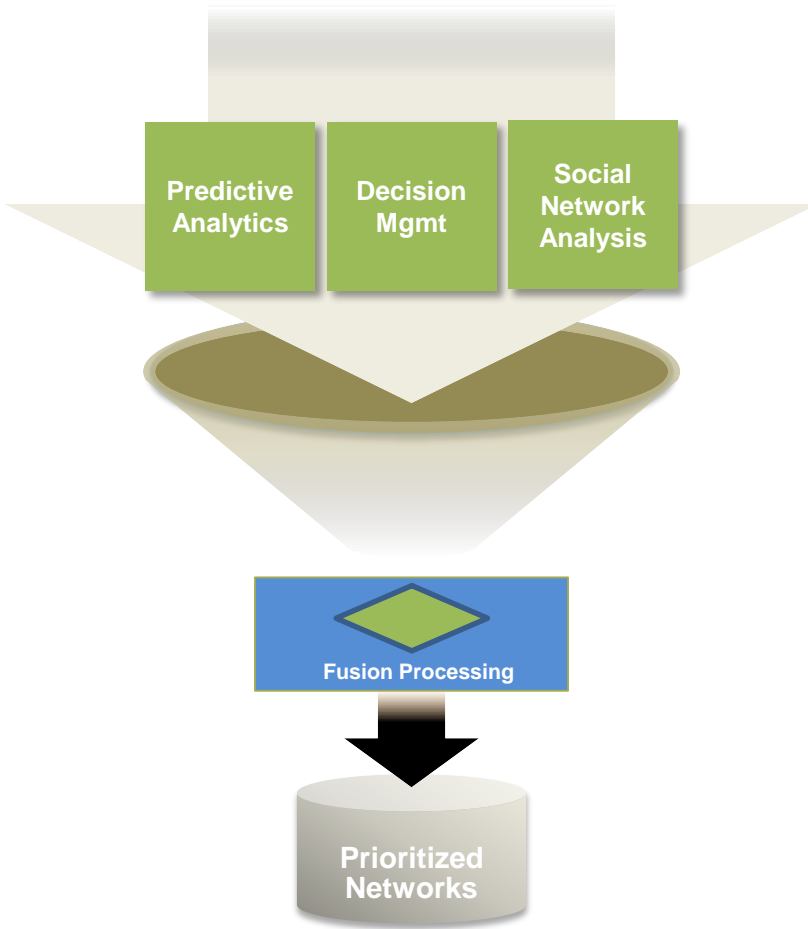 Predictive
Analytics
Decision
Mgmt
Social
Network
Analysis
Fusion Processing
Prioritized
Networks